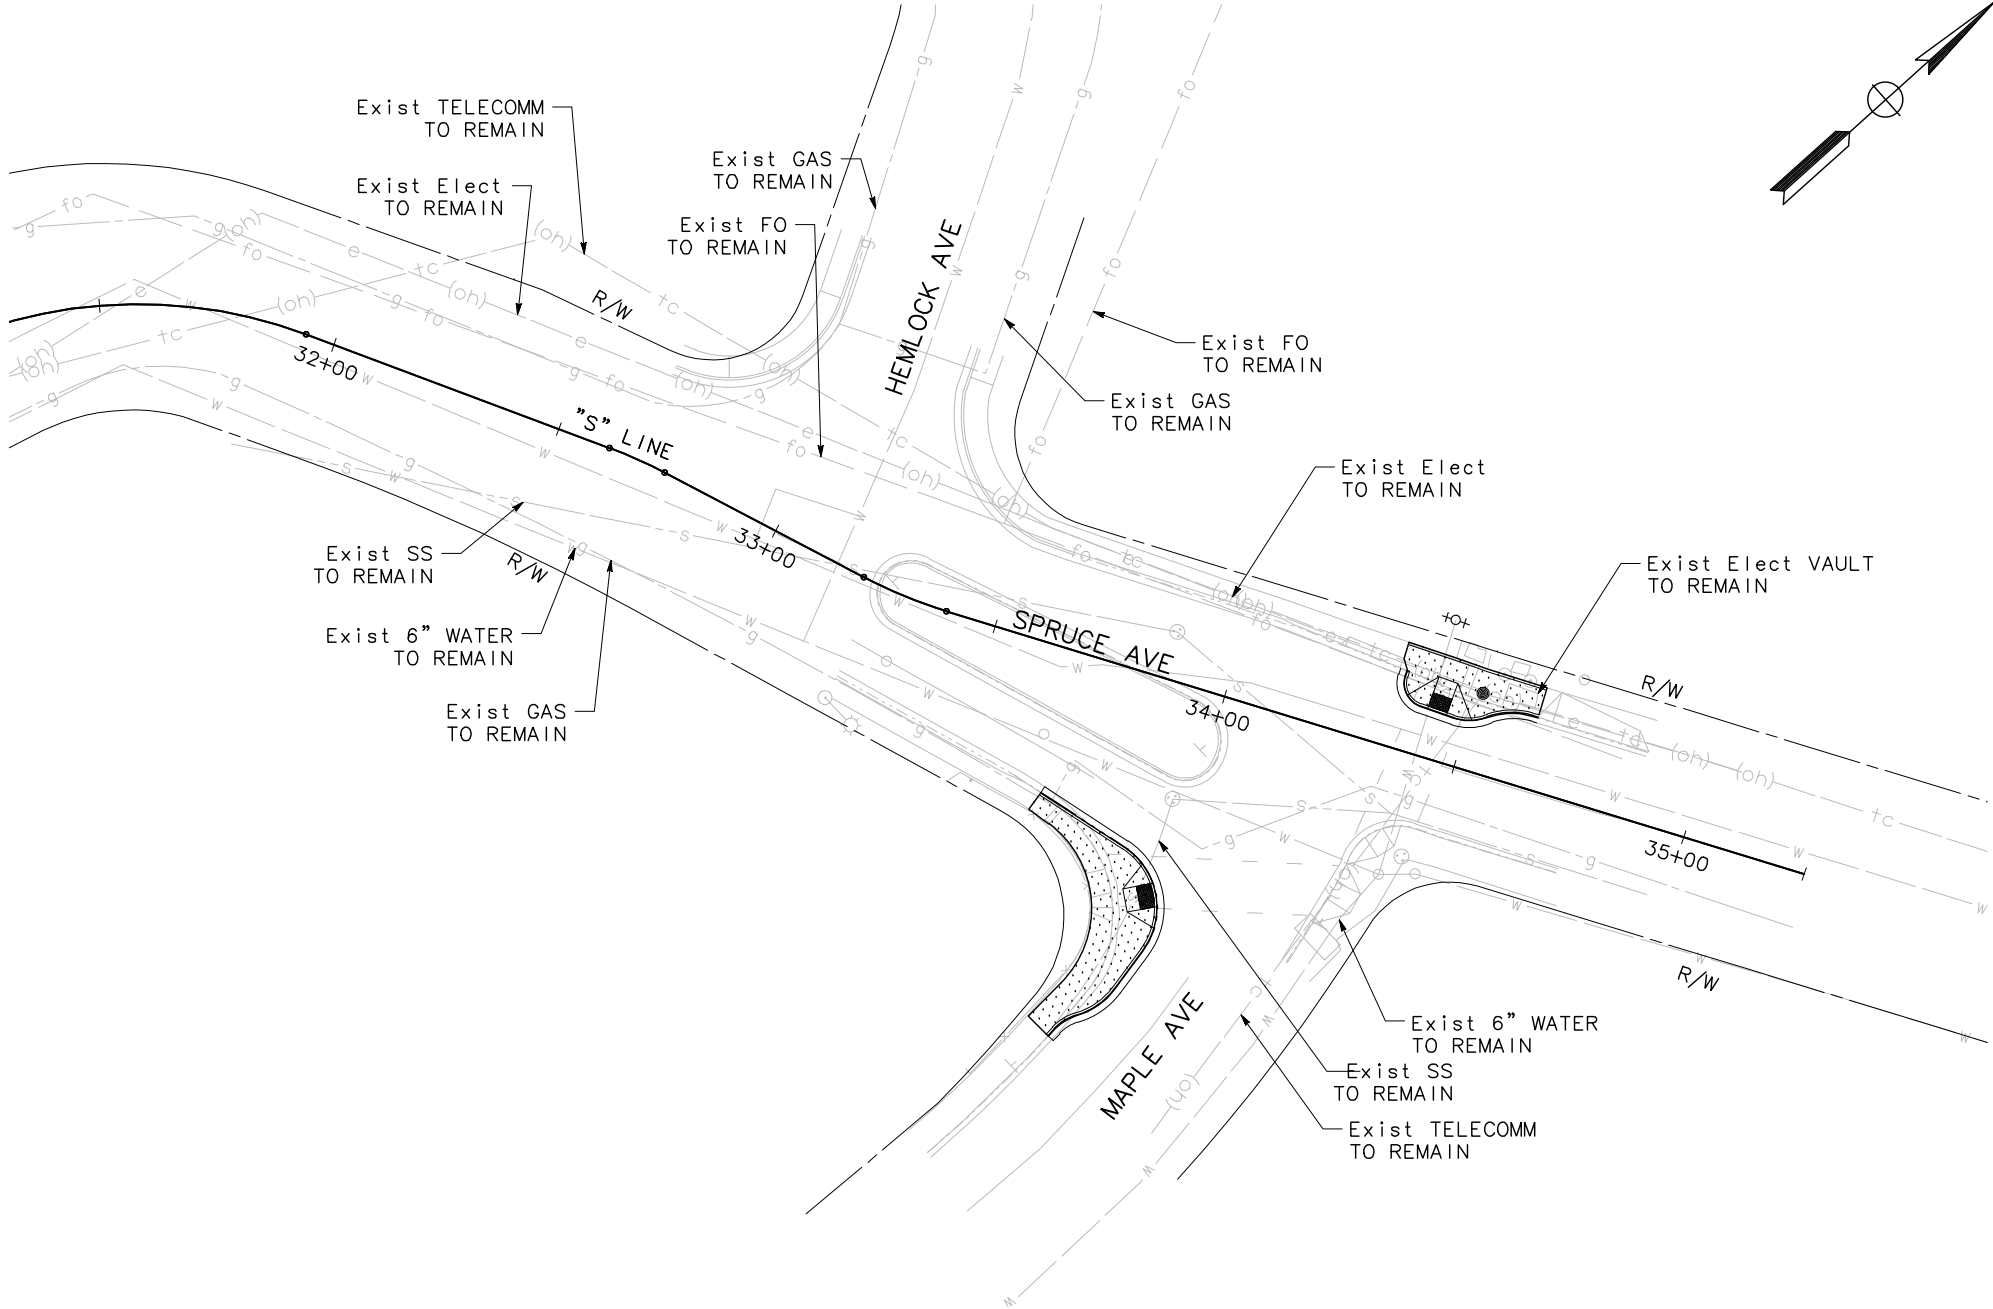 Exist TELECOMM
TO REMAIN
Exist GAS
TO REMAIN
Exist Elect
TO REMAIN
Exist FO
TO REMAIN
HEMLOCK AVE
R/W
32+00
"S" LINE
Exist FO
TO REMAIN
Exist GAS
TO REMAIN
Exist Elect
TO REMAIN
33+00
Exist SS
TO REMAIN
R/W
Exist Elect VAULT
TO REMAIN
Exist 6" WATER
TO REMAIN
SPRUCE AVE
R/W
Exist GAS
TO REMAIN
34+00
35+00
R/W
MAPLE AVE
Exist 6" WATER
TO REMAIN
Exist SS
TO REMAIN
Exist TELECOMM
TO REMAIN